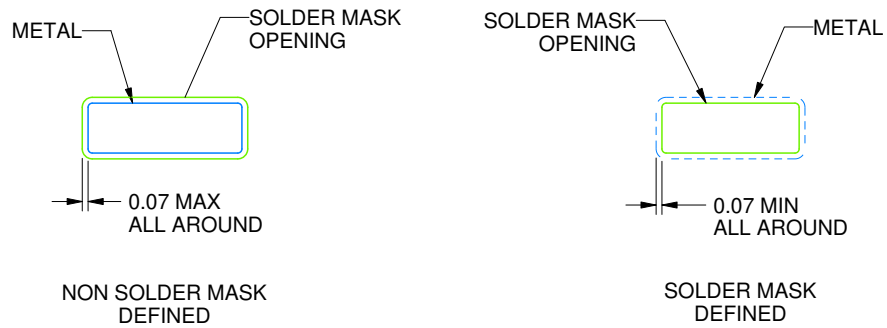 METAL
SOLDER MASK
OPENING
0.07 MAX
ALL AROUND
NON SOLDER MASK
DEFINED
SOLDER MASK
OPENING
METAL
0.07 MIN
ALL AROUND
SOLDER MASK
DEFINED